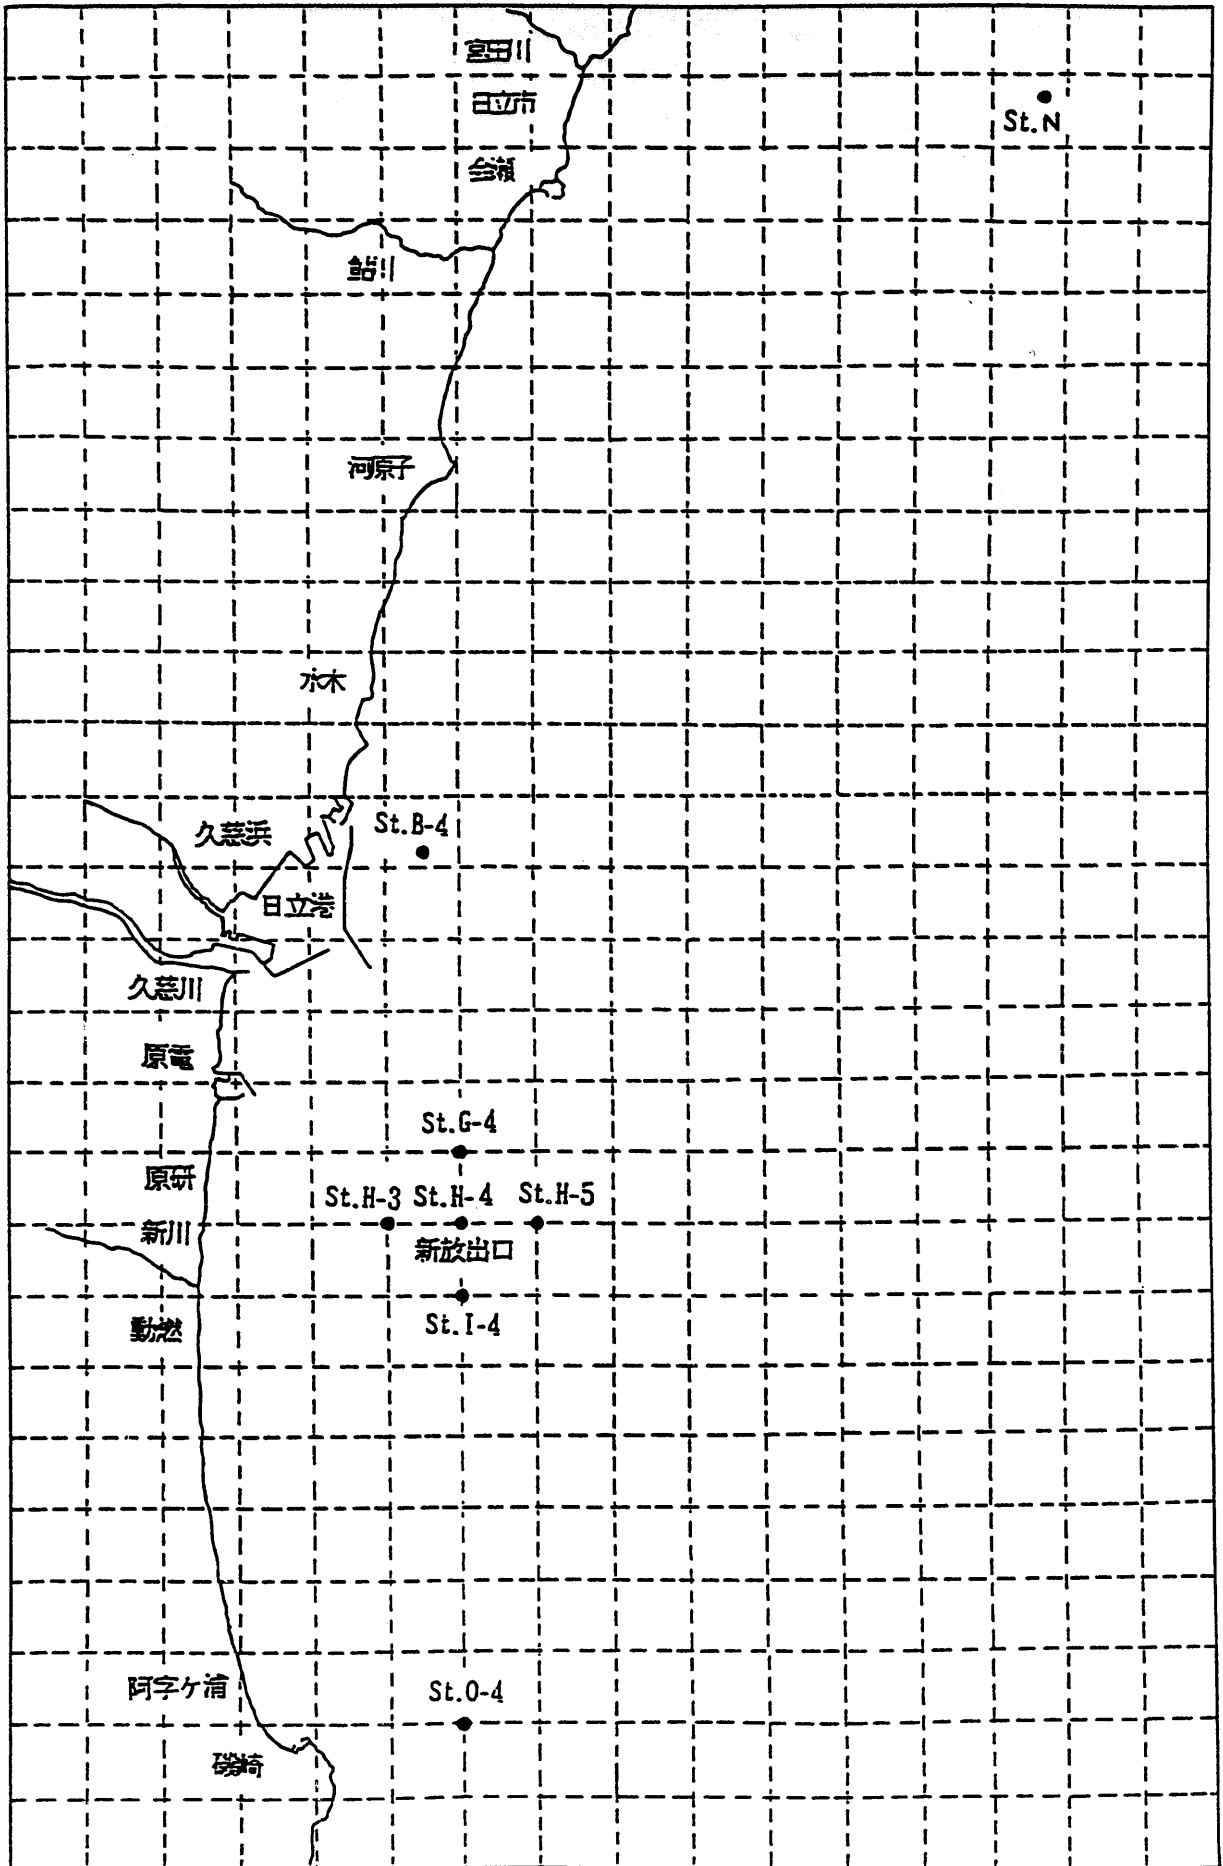 宮田川
日立市
St.N
会瀬
鮎川
河原子
水木
久慈浜
St.B-4
日立港
久慈川
原電
St.G-4
原研
St.H-3 St.H-4 St.H-5
新川
新放出口
動燃
St.I-4
阿字ケ浦
St.O-4
磯崎